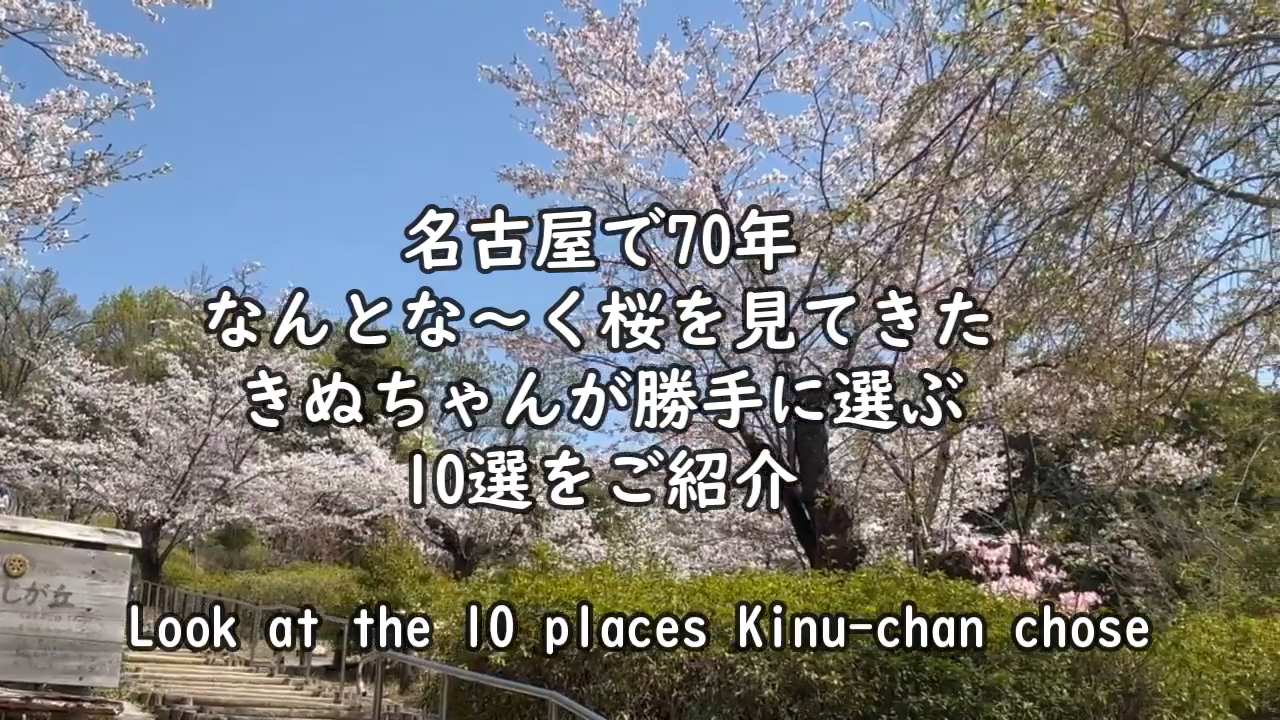 名古屋で70年
なんとな～く桜を見てきた
きぬちゃんが勝手に選ぶ
10選をご紹介
しが丘
Look at the 10 places Kinu-chan chose